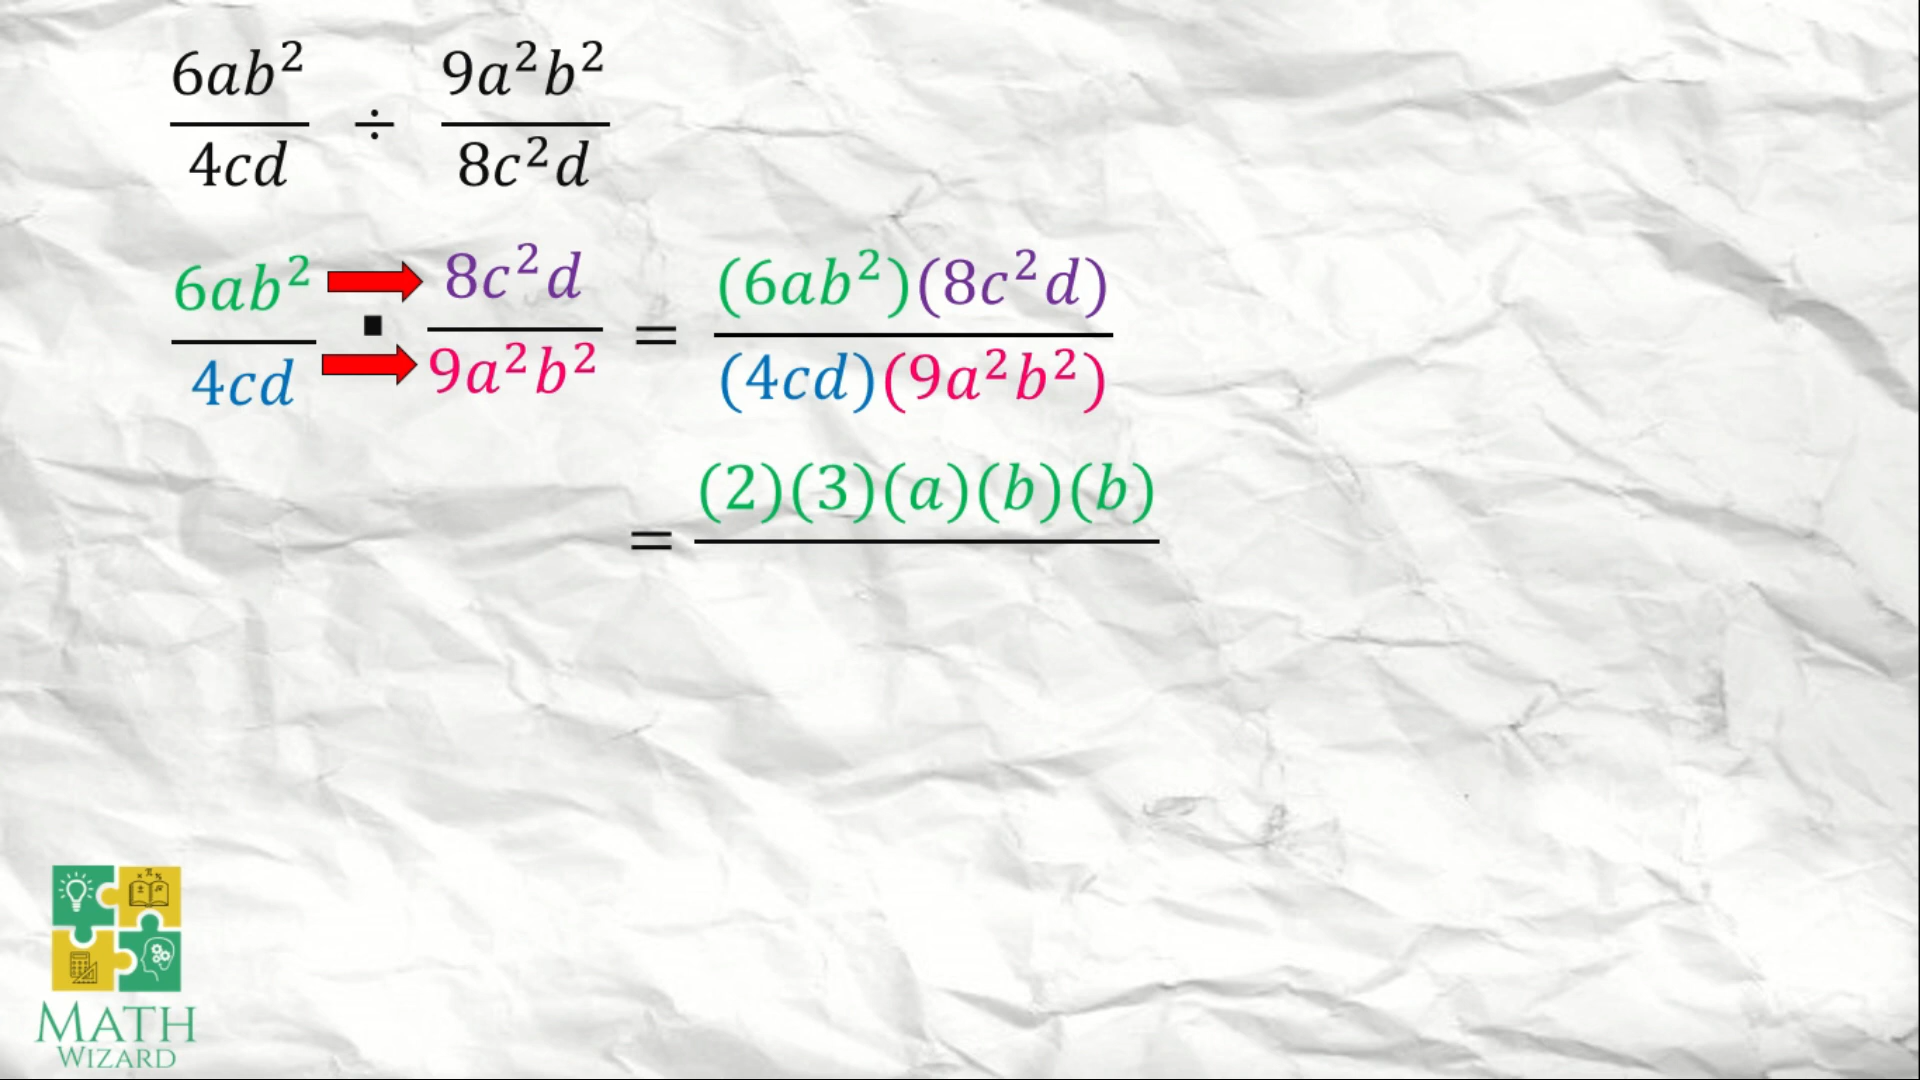 6ab² / 4cd ÷ 9a²b² / 8c²d
6ab² / 4cd ▪ 8c²d / 9a²b² = (6ab²)(8c²d) / (4cd)(9a²b²)
= (2)(3)(a)(b)(b)
MATH
WIZARD